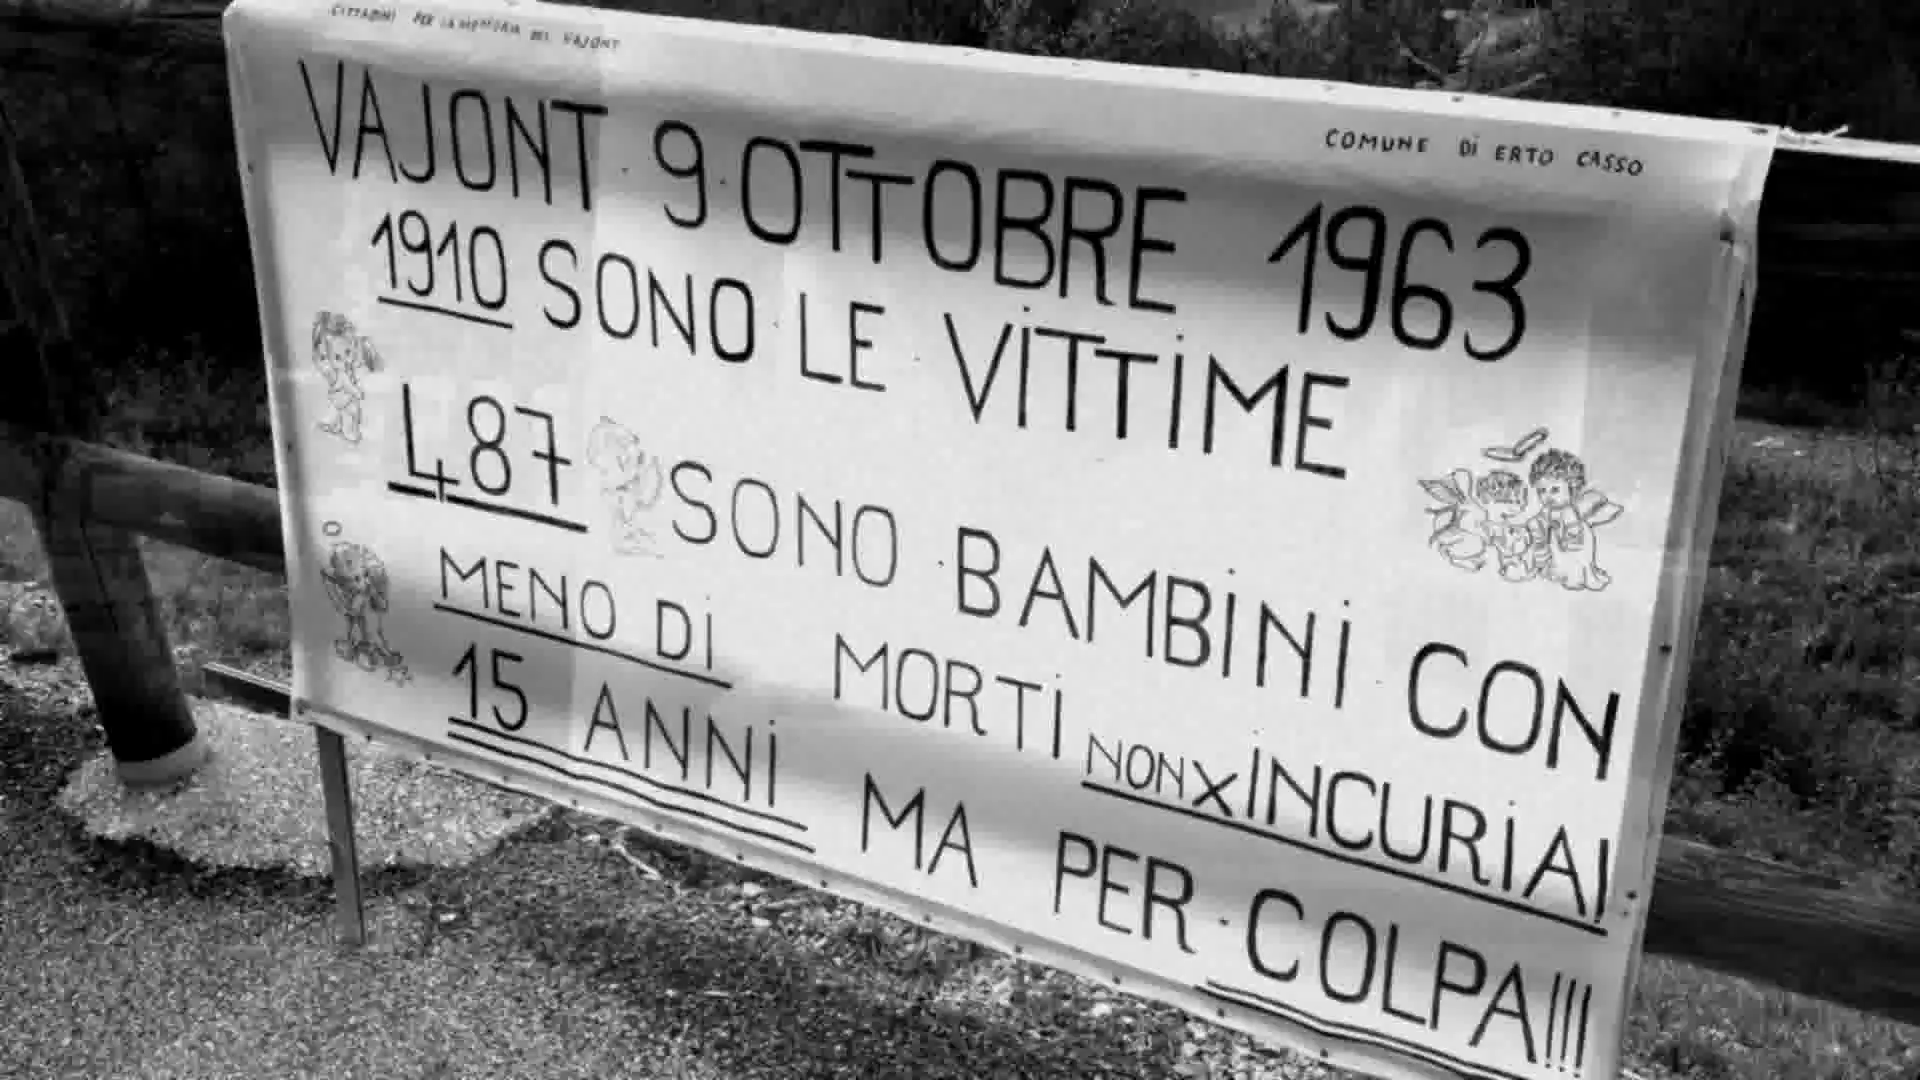 CITTADINI PER LA MEMORIA DEL VAJONT
COMUNE Di ERTO CASSO
VAJONT 9 OTTOBRE 1963
1910 SONO LE ViTTiME
487 SONO BAMBiNi CON
MENO Di
15 ANNi
MORTi NON X iNCURiA!
MA PER COLPA!!!